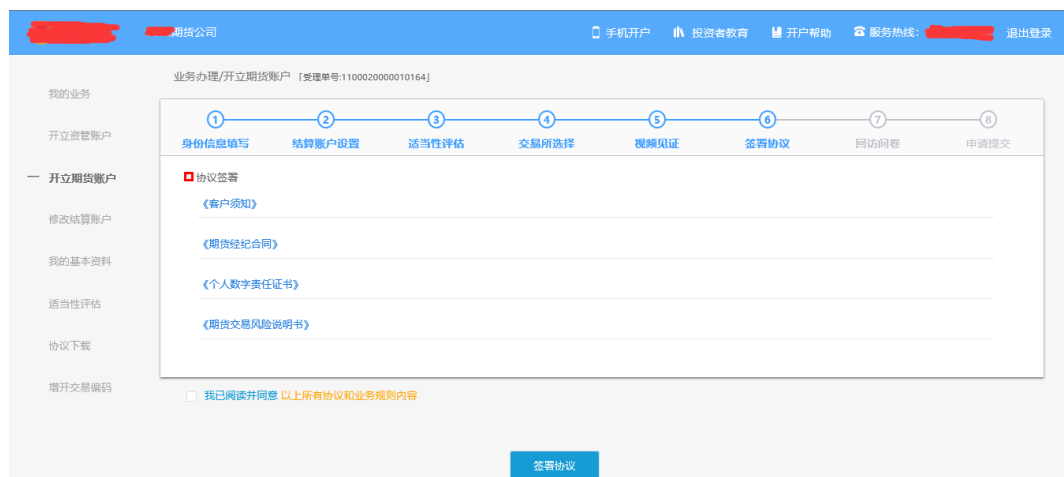 期货公司 手机开户 投资者教育 开户帮助 服务热线: 退出登录
业务办理/开立期货账户 「受理单号:1100020000010164」
我的业务
开立资管账户
开立期货账户
修改结算账户
我的基本资料
适当性评估
协议下载
增开交易编码
1 2 3 4 5 6 7 8
身份信息填写 结算账户设置 适当性评估 交易所选择 视频见证 签署协议 回访问卷 申请提交
协议签署
《客户须知》
《期货经纪合同》
《个人数字责任证书》
《期货交易风险说明书》
我已阅读并同意 以上所有协议和业务规则内容
签署协议